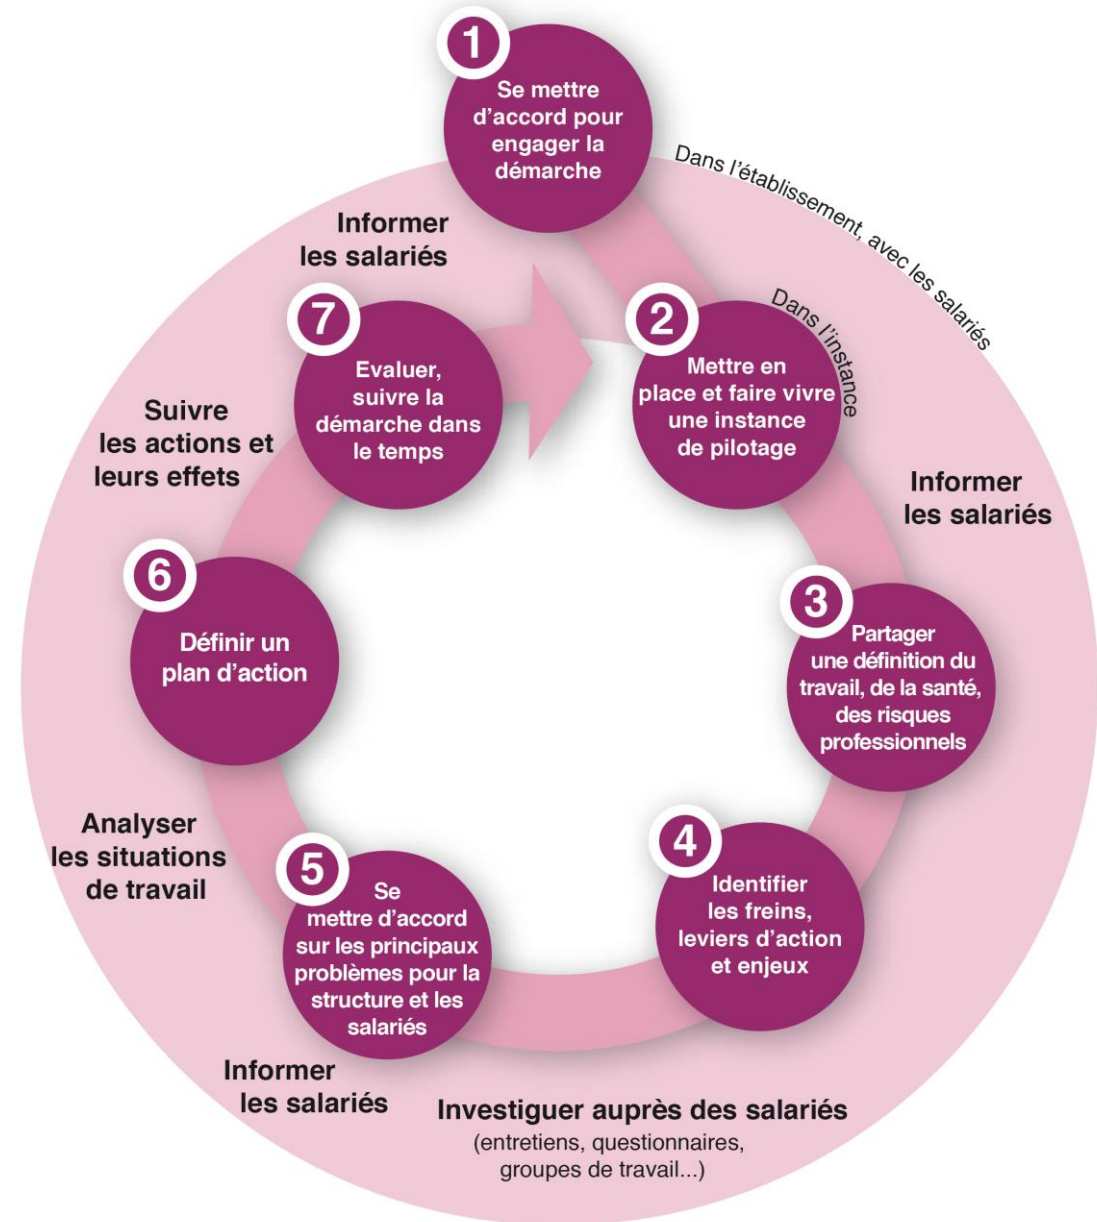 1
Se mettre
d'accord pour
engager la
démarche
Dans l'établissement, avec les salariés
Dans l'instance
2
Mettre en
place et faire vivre
une instance
de pilotage
Informer
les salariés
3
Partager
une définition du
travail, de la santé,
des risques
professionnels
4
Identifier
les freins,
leviers d'action
et enjeux
Investiguer auprès des salariés
(entretiens, questionnaires,
groupes de travail...)
5
Se
mettre d'accord
sur les principaux
problèmes pour la
structure et les
salariés
Informer
les salariés
Analyser
les situations
de travail
6
Définir un
plan d'action
Suivre
les actions et
leurs effets
7
Evaluer,
suivre la
démarche dans
le temps
Informer
les salariés